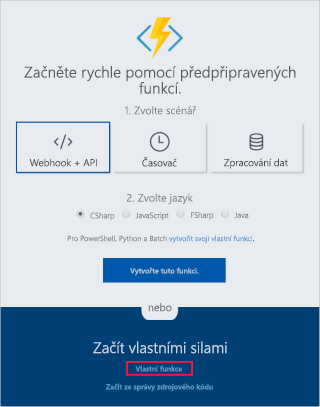 Začněte rychle pomocí předpřipravených
funkcí.
1. Zvolte scénář
Webhook + API
Časovač
Zpracování dat
2. Zvolte jazyk
CSharp JavaScript FSharp Java
Pro PowerShell, Python a Batch vytvořit svoji vlastní funkci.
Vytvořte tuto funkci.
nebo
Začít vlastními silami
Vlastní funkce
Začít ze správy zdrojového kódu